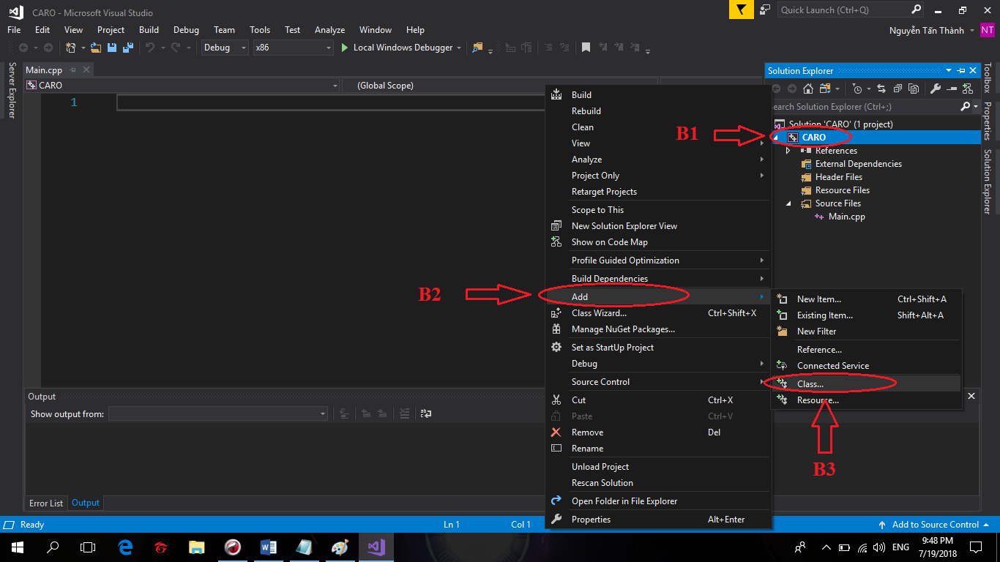 CARO - Microsoft Visual Studio
Quick Launch (Ctrl+Q)
File Edit View Project Build Debug Team Tools Test Analyze Window Help
Nguyễn Tấn Thành NT
Debug x86 Local Windows Debugger
Server Explorer
Main.cpp
CARO (Global Scope)
1
Build
Rebuild
Clean
View
Analyze
Project Only
Retarget Projects
Scope to This
New Solution Explorer View
Show on Code Map
Profile Guided Optimization
Build Dependencies
Add
Class Wizard... Ctrl+Shift+X
Manage NuGet Packages...
Set as StartUp Project
Debug
Source Control
Cut Ctrl+X
Paste Ctrl+V
Remove Del
Rename
Unload Project
Rescan Solution
Open Folder in File Explorer
Properties Alt+Enter
B1
B2
B3
New Item... Ctrl+Shift+A
Existing Item... Shift+Alt+A
New Filter
Reference...
Connected Service
Class...
Resource...
Solution Explorer
Search Solution Explorer (Ctrl+;)
Solution 'CARO' (1 project)
CARO
References
External Dependencies
Header Files
Resource Files
Source Files
Main.cpp
Toolbox
Properties
Solution Explorer
Output
Show output from:
Error List Output
Ready Ln 1 Col 1 Add to Source Control
ENG
9:48 PM
7/19/2018